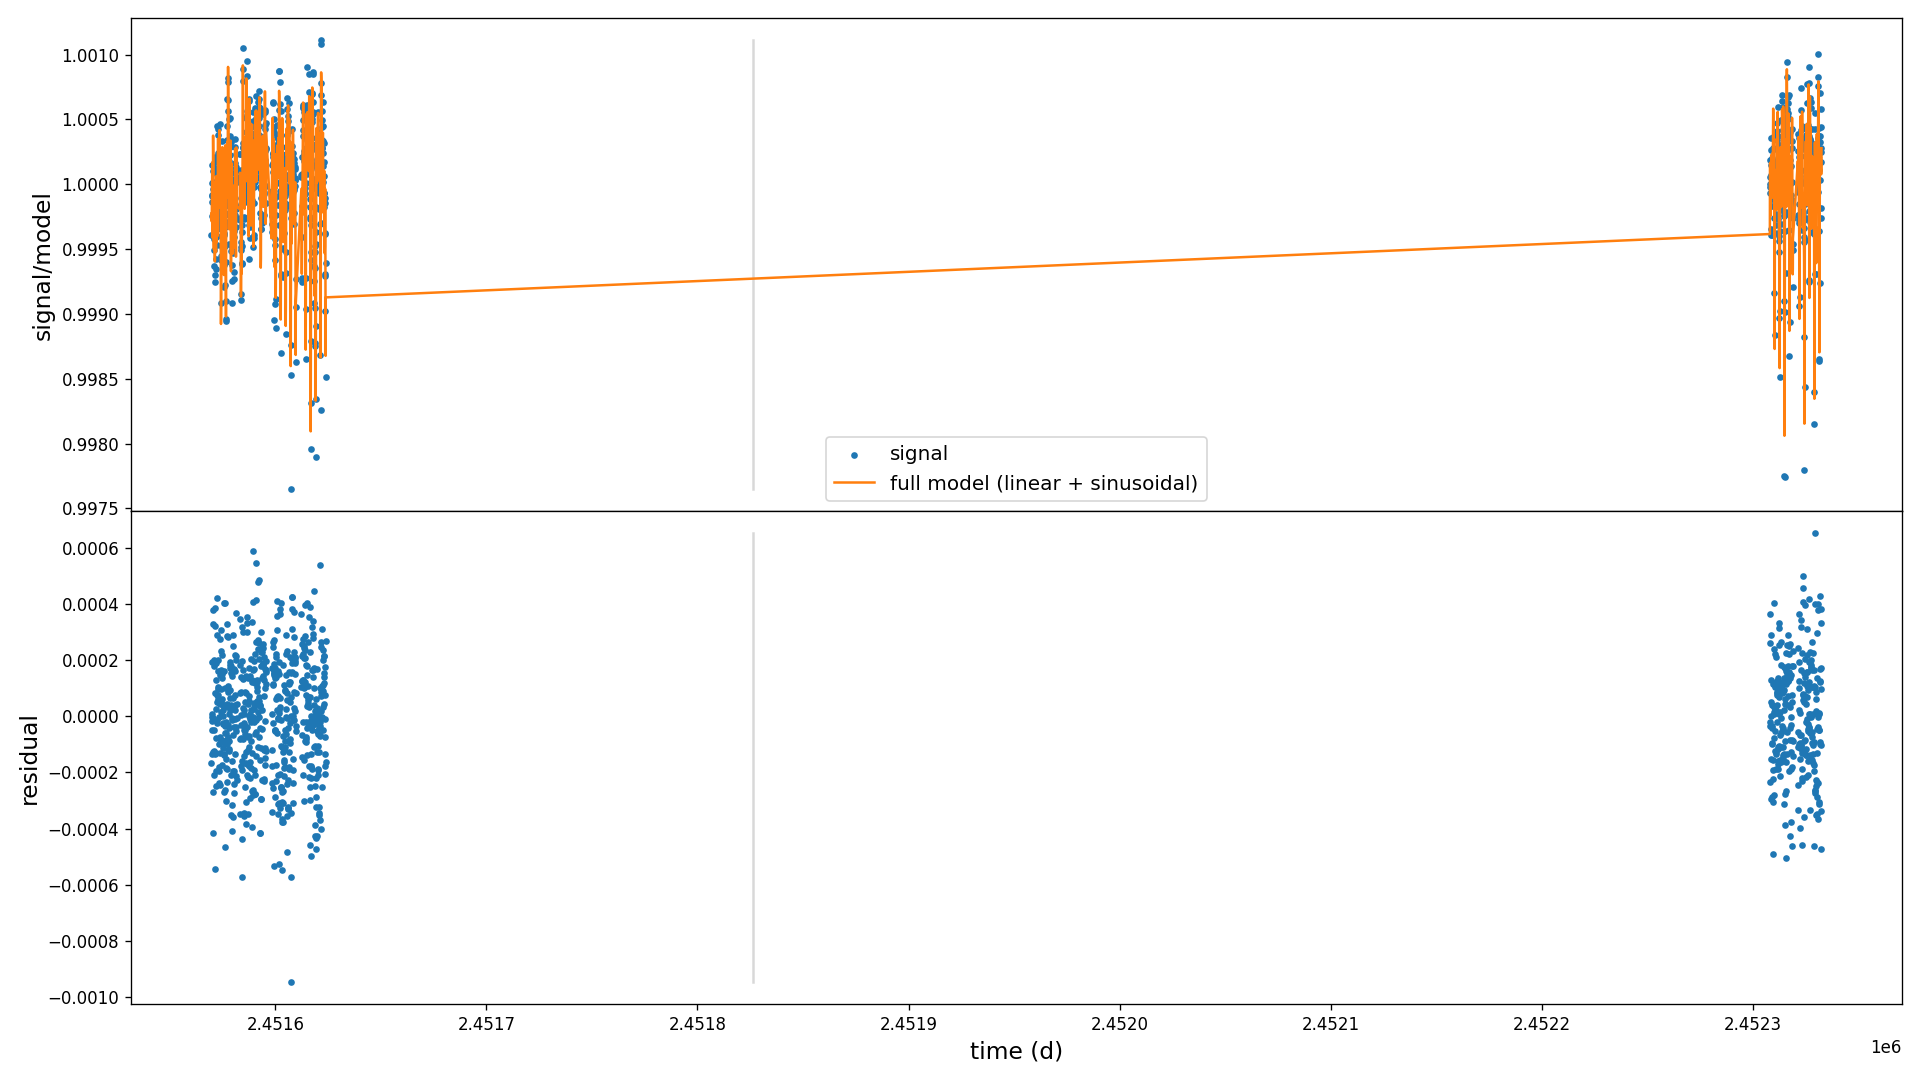 1.0010
1.0005
1.0000
0.9995
0.9990
0.9985
0.9980
0.9975
signal/model
signal
full model (linear + sinusoidal)
0.0006
0.0004
0.0002
0.0000
−0.0002
−0.0004
−0.0006
−0.0008
−0.0010
residual
2.4516 2.4517 2.4518 2.4519 2.4520 2.4521 2.4522 2.4523
1e6
time (d)